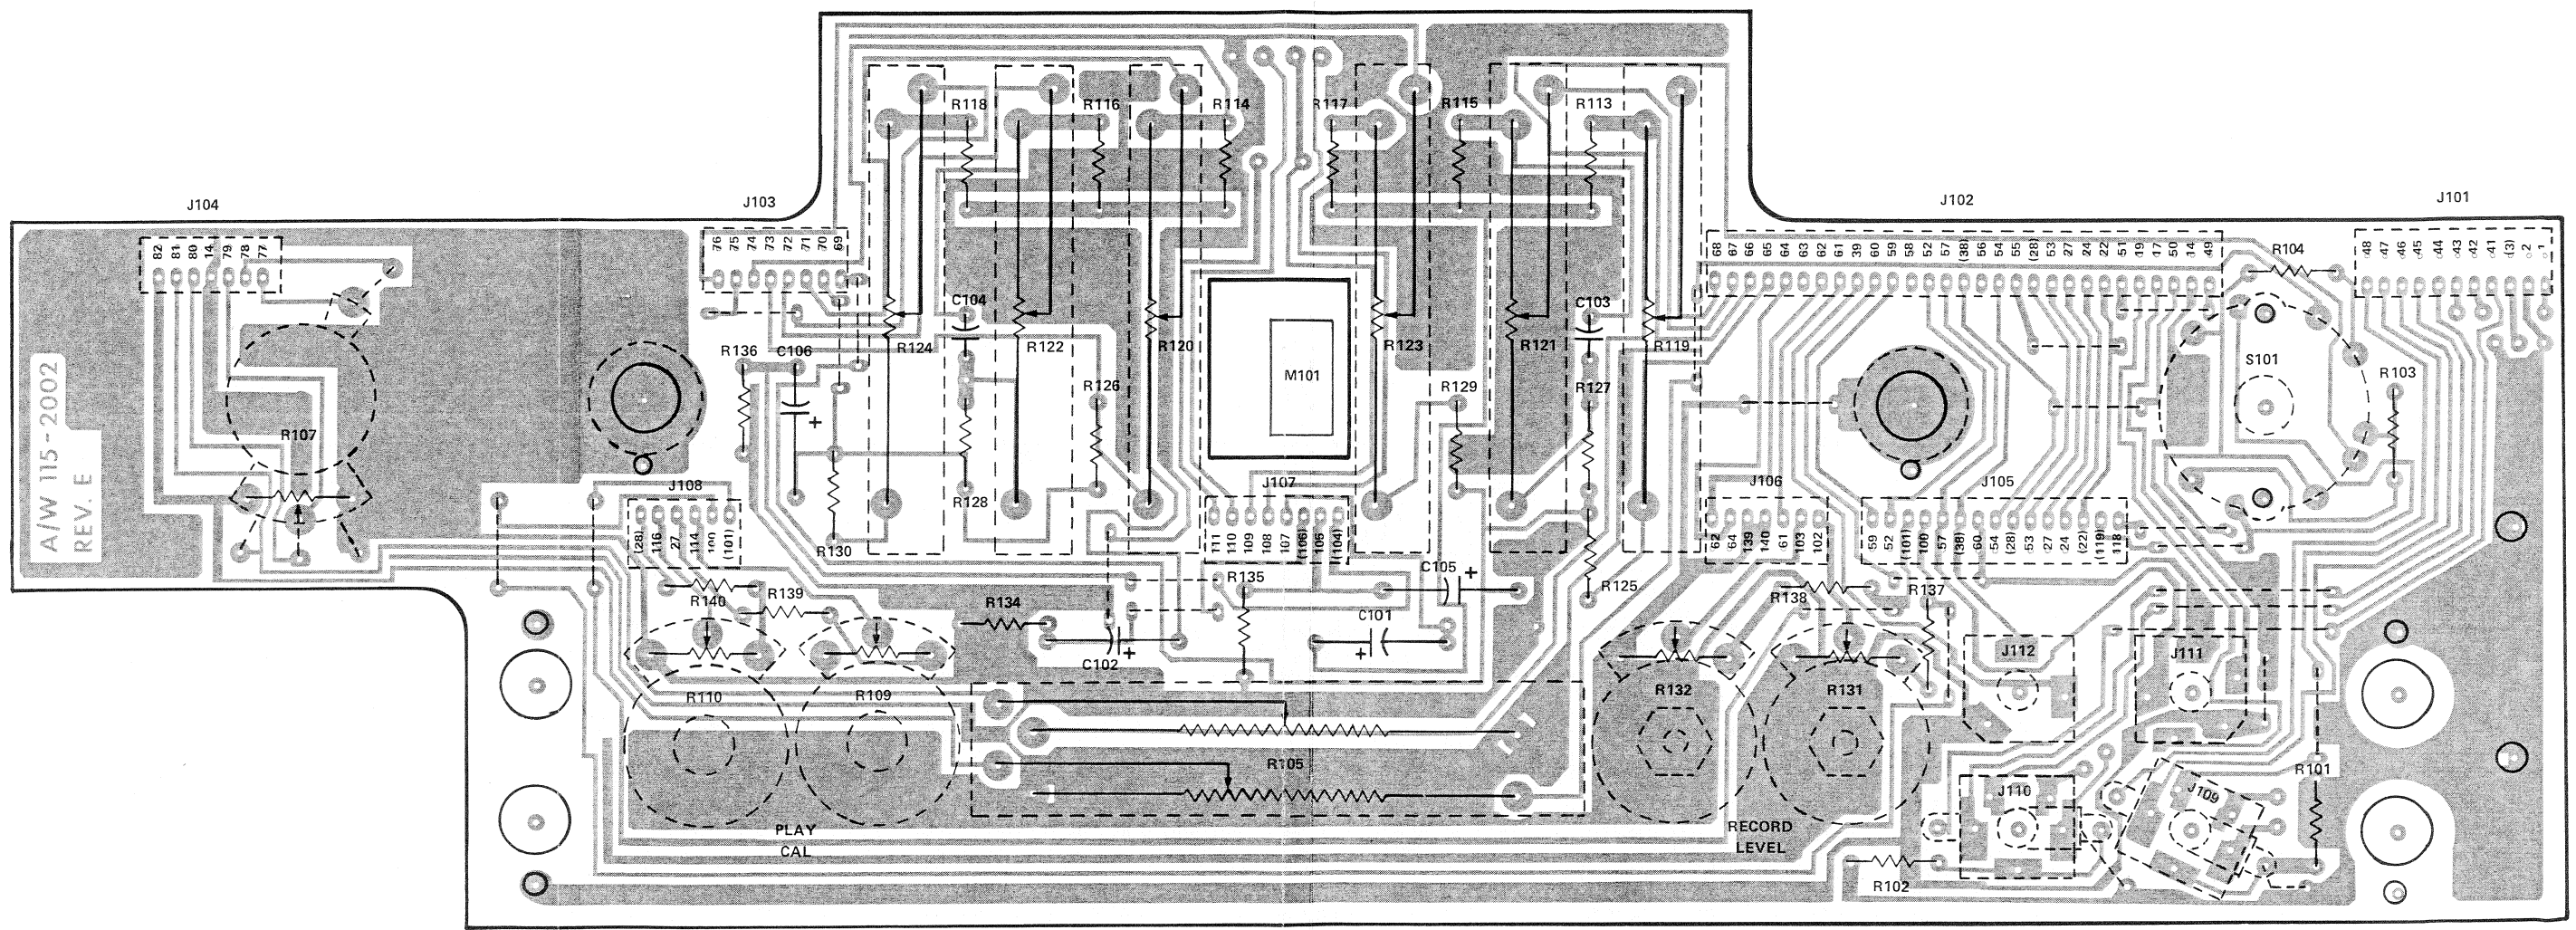 J104
J103
J102
J101
82 81 80 14 79 78 77
76 75 74 73 72 71 70 69
68 67 66 65 64 63 62 61 39 60 59 58 52 57 (38) 56 54 55 (28) 53 27 24 22 51 19 17 50 14 49
48 47 46 45 44 43 42 41 (3) 2 1
R118 R116 R114 R117 R115 R113
R104
C104 C103
R124 R122 R120 R123 R121 R119
R136 C106 R126 M101 R129 R127 S101 R103
R107
A/W 115-2002
REV. E
J108 R128 J107 J106 J105
(28) 116 27 114 100 (101)
111 110 109 108 107 (106) 105 (104)
62 64 139 140 61 103 102
59 52 (101) 100 57 (38) 60 54 (28) 53 27 24 (22) (119) 118
R130
R135 C105 R125
R140 R139 R134 C101 R138 R137
C102
J112 J111
R110 R109 R132 R131
R105
R101
J110 J109
PLAY
CAL
RECORD
LEVEL
R102